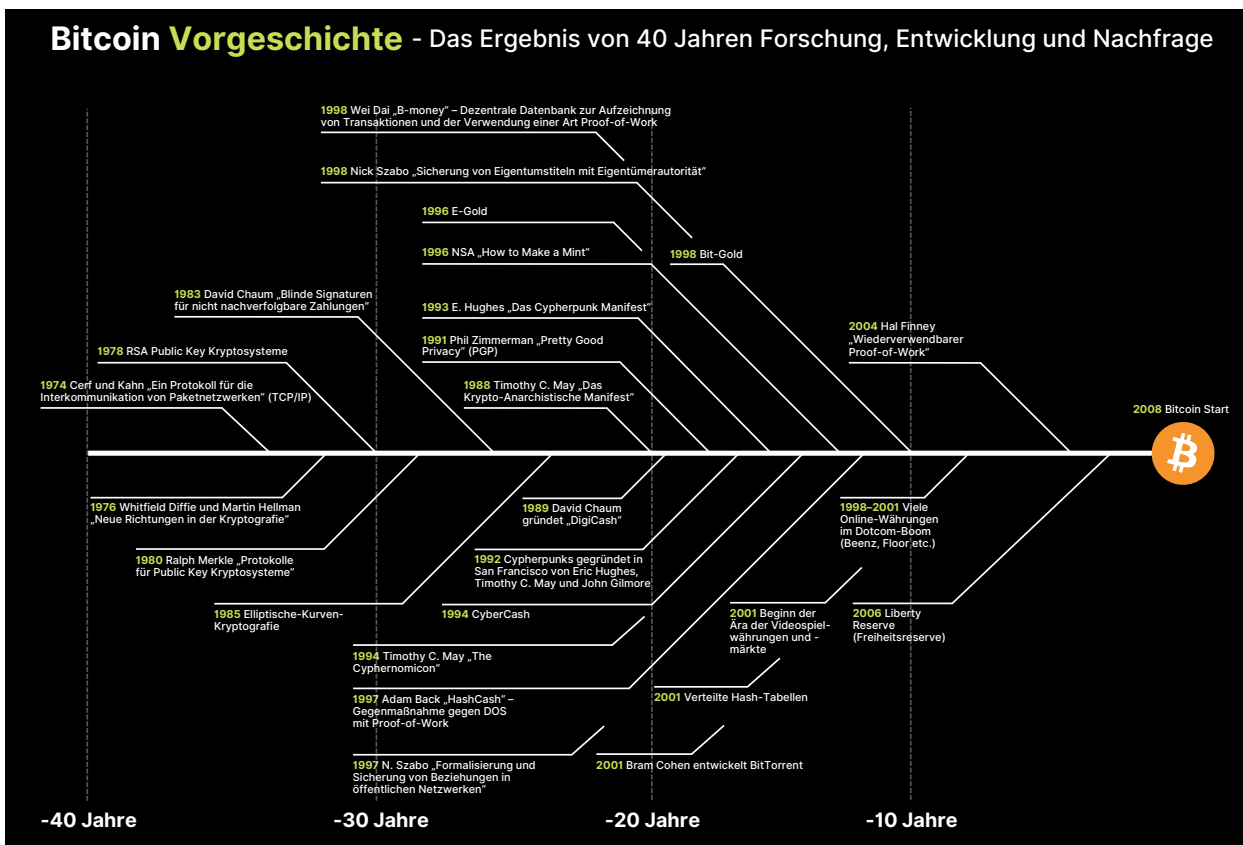 Bitcoin Vorgeschichte - Das Ergebnis von 40 Jahren Forschung, Entwicklung und Nachfrage
1998 Wei Dai „B-money“ – Dezentrale Datenbank zur Aufzeichnung
von Transaktionen und der Verwendung einer Art Proof-of-Work
1998 Nick Szabo „Sicherung von Eigentumstiteln mit Eigentümerautorität“
1996 E-Gold
1996 NSA „How to Make a Mint“
1998 Bit-Gold
1983 David Chaum „Blinde Signaturen
für nicht nachverfolgbare Zahlungen“
1993 E. Hughes „Das Cypherpunk Manifest“
2004 Hal Finney
„Wiederverwendbarer
Proof-of-Work“
1978 RSA Public Key Kryptosysteme
1991 Phil Zimmerman „Pretty Good
Privacy“ (PGP)
1974 Cerf und Kahn „Ein Protokoll für die
Interkommunikation von Paketnetzwerken“ (TCP/IP)
1988 Timothy C. May „Das
Krypto-Anarchistische Manifest“
2008 Bitcoin Start
1976 Whitfield Diffie und Martin Hellman
„Neue Richtungen in der Kryptografie“
1989 David Chaum
gründet „DigiCash“
1998–2001 Viele
Online-Währungen
im Dotcom-Boom
(Beenz, Floor etc.)
1980 Ralph Merkle „Protokolle
für Public Key Kryptosysteme“
1992 Cypherpunks gegründet in
San Francisco von Eric Hughes,
Timothy C. May und John Gilmore
1985 Elliptische-Kurven-
Kryptografie
1994 CyberCash
2001 Beginn der
Ära der Videospiel-
währungen und -
märkte
2006 Liberty
Reserve
(Freiheitsreserve)
1994 Timothy C. May „The
Cyphernomicon“
1997 Adam Back „HashCash“ –
Gegenmaßnahme gegen DOS
mit Proof-of-Work
2001 Verteilte Hash-Tabellen
1997 N. Szabo „Formalisierung und
Sicherung von Beziehungen in
öffentlichen Netzwerken“
2001 Bram Cohen entwickelt BitTorrent
-40 Jahre
-30 Jahre
-20 Jahre
-10 Jahre